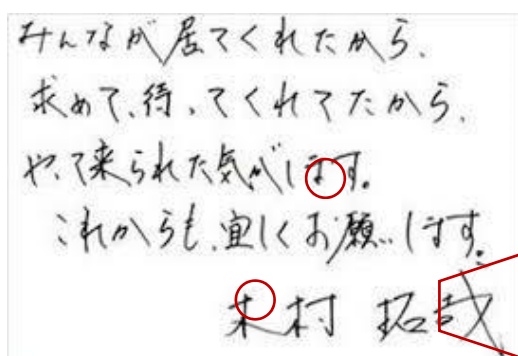 みんなが居てくれたから、
求めて、待ってくれてたから、
やって来られた気がします。
これからも、宜しくお願いします。
木村 拓哉